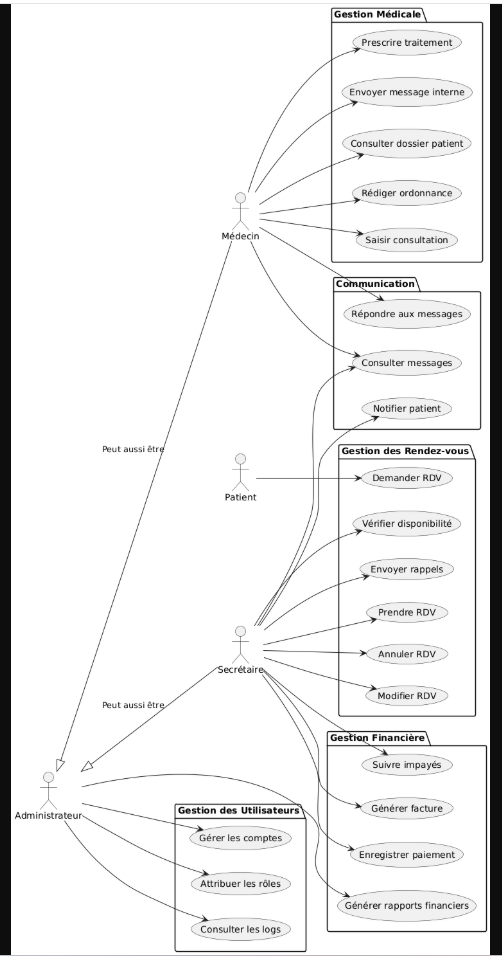 Gestion Médicale
Prescrire traitement
Envoyer message interne
Consulter dossier patient
Rédiger ordonnance
Saisir consultation
Médecin
Communication
Répondre aux messages
Consulter messages
Notifier patient
Peut aussi être
Gestion des Rendez-vous
Demander RDV
Patient
Vérifier disponibilité
Envoyer rappels
Prendre RDV
Annuler RDV
Modifier RDV
Secrétaire
Peut aussi être
Gestion Financière
Suivre impayés
Générer facture
Enregistrer paiement
Générer rapports financiers
Administrateur
Gestion des Utilisateurs
Gérer les comptes
Attribuer les rôles
Consulter les logs